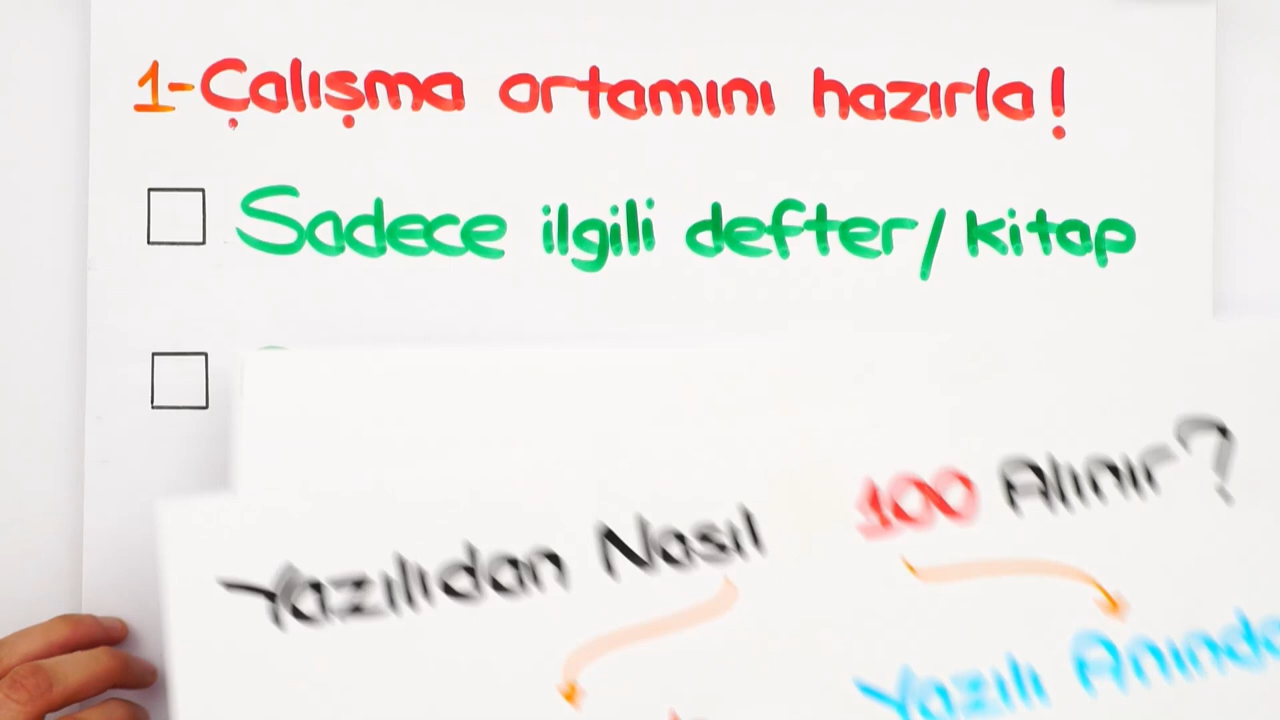 1-Çalışma ortamını hazırla!
Sadece ilgili defter/kitap
Yazılıdan Nasıl 100 Alınır?
Yazılı Anında